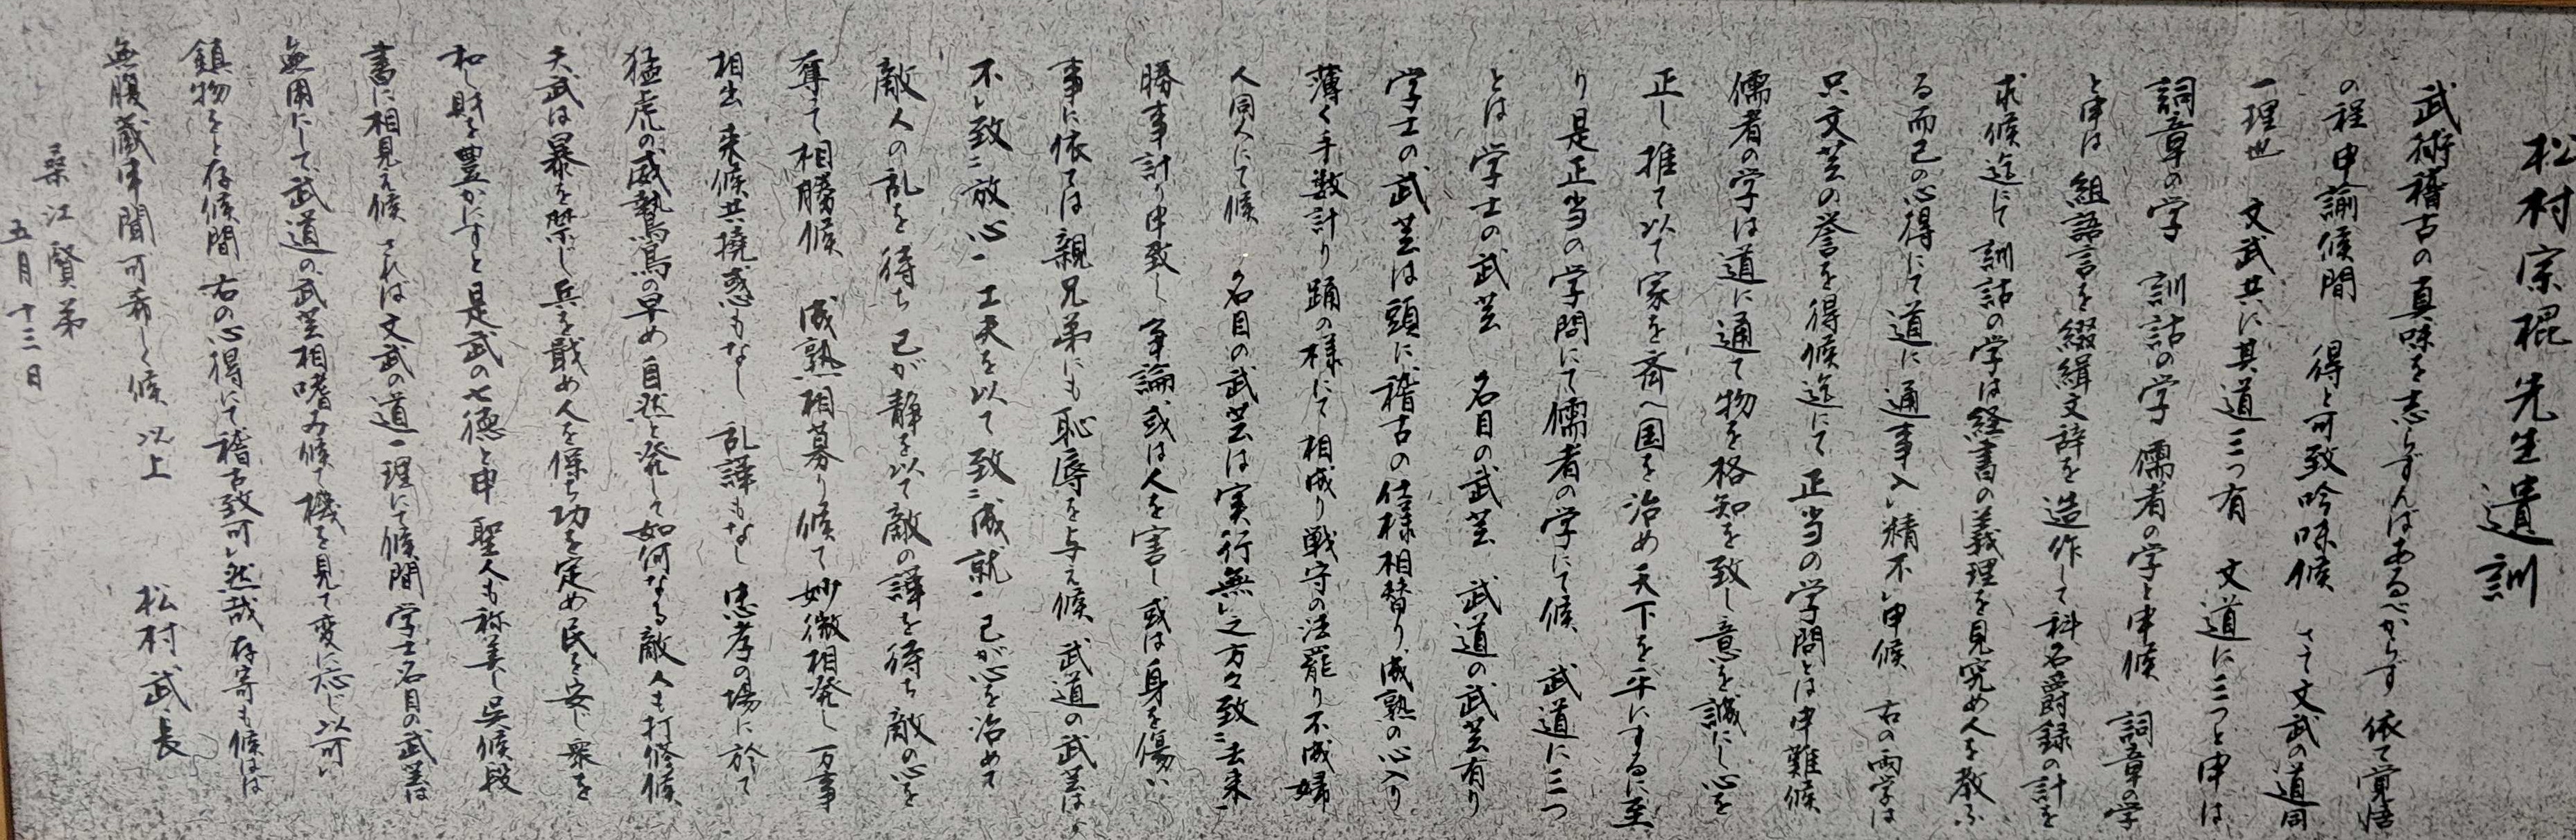 松村宗棍先生遺訓
武術稽古の真味を志らずんばあるべからず 依て覚悟
の程申諭候間 得と可致吟味候 さて文武の道同
一理也 文武共に其道三つ有 文道に三つと申は
詞章の学 訓詁の学 儒者の学と申候 詞章の学
と申は 組語言を綴緝文辞を造作して科名爵録の計を
求候迄にて 訓詁の学は経書の義理を見究め人を教ふ
る而己の心得にて道に通事入レ精不レ申候 右の両学は
只文芸の誉を得候迄にて正当の学問とは申難候
儒者の学は道に通て物を格知を致し意を誠にし心を
正し推て以て家を斉へ国を治め天下を平にするに至
り是正当の学問にて儒者の学にて候 武道に三つ
とは学士の武芸 名目の武芸 武道の武芸有り
学士の武芸は頭に稽古の仕様相替り成熟の心入り
薄く手数計り踊の様にて相成り戦守の法罷り不成婦
人同人にて候 名目の武芸は実行無レ之方々致ニ去来一
勝事計り申致し 争論或は人を害し或は身を傷い
事に依ては親兄弟にも恥辱を与え候 武道の武芸は
不レ致ニ放心一工夫を以て致ニ成就一己が心を治めて
敵人の乱を待ち 己が静を以て敵の譁を待ち敵の心を
奪て相勝候 成熟相募り候て妙微相発し万事
相出来候共撓惑もなし 乱譁もなし 忠孝の場に於て
猛虎の威鷙鳥の早め自然と発して如何なる敵人も打修候
夫武は暴を禁じ兵を戢め人を保ち功を定め民を安じ衆を
和し財を豊かにすと是武の七徳と申 聖人も称美し呉候段
書に相見え候 されば文武の道一理にて候間学士名目の武芸は
無用にして武道の武芸相嗜み候て機を見て変に応じ以可レ
鎮物をと存候間 右の心得にて稽古致可レ然哉 存寄も候はば
無腹蔵申聞可希し候 以上
松村武長
桑江賢弟
五月十三日